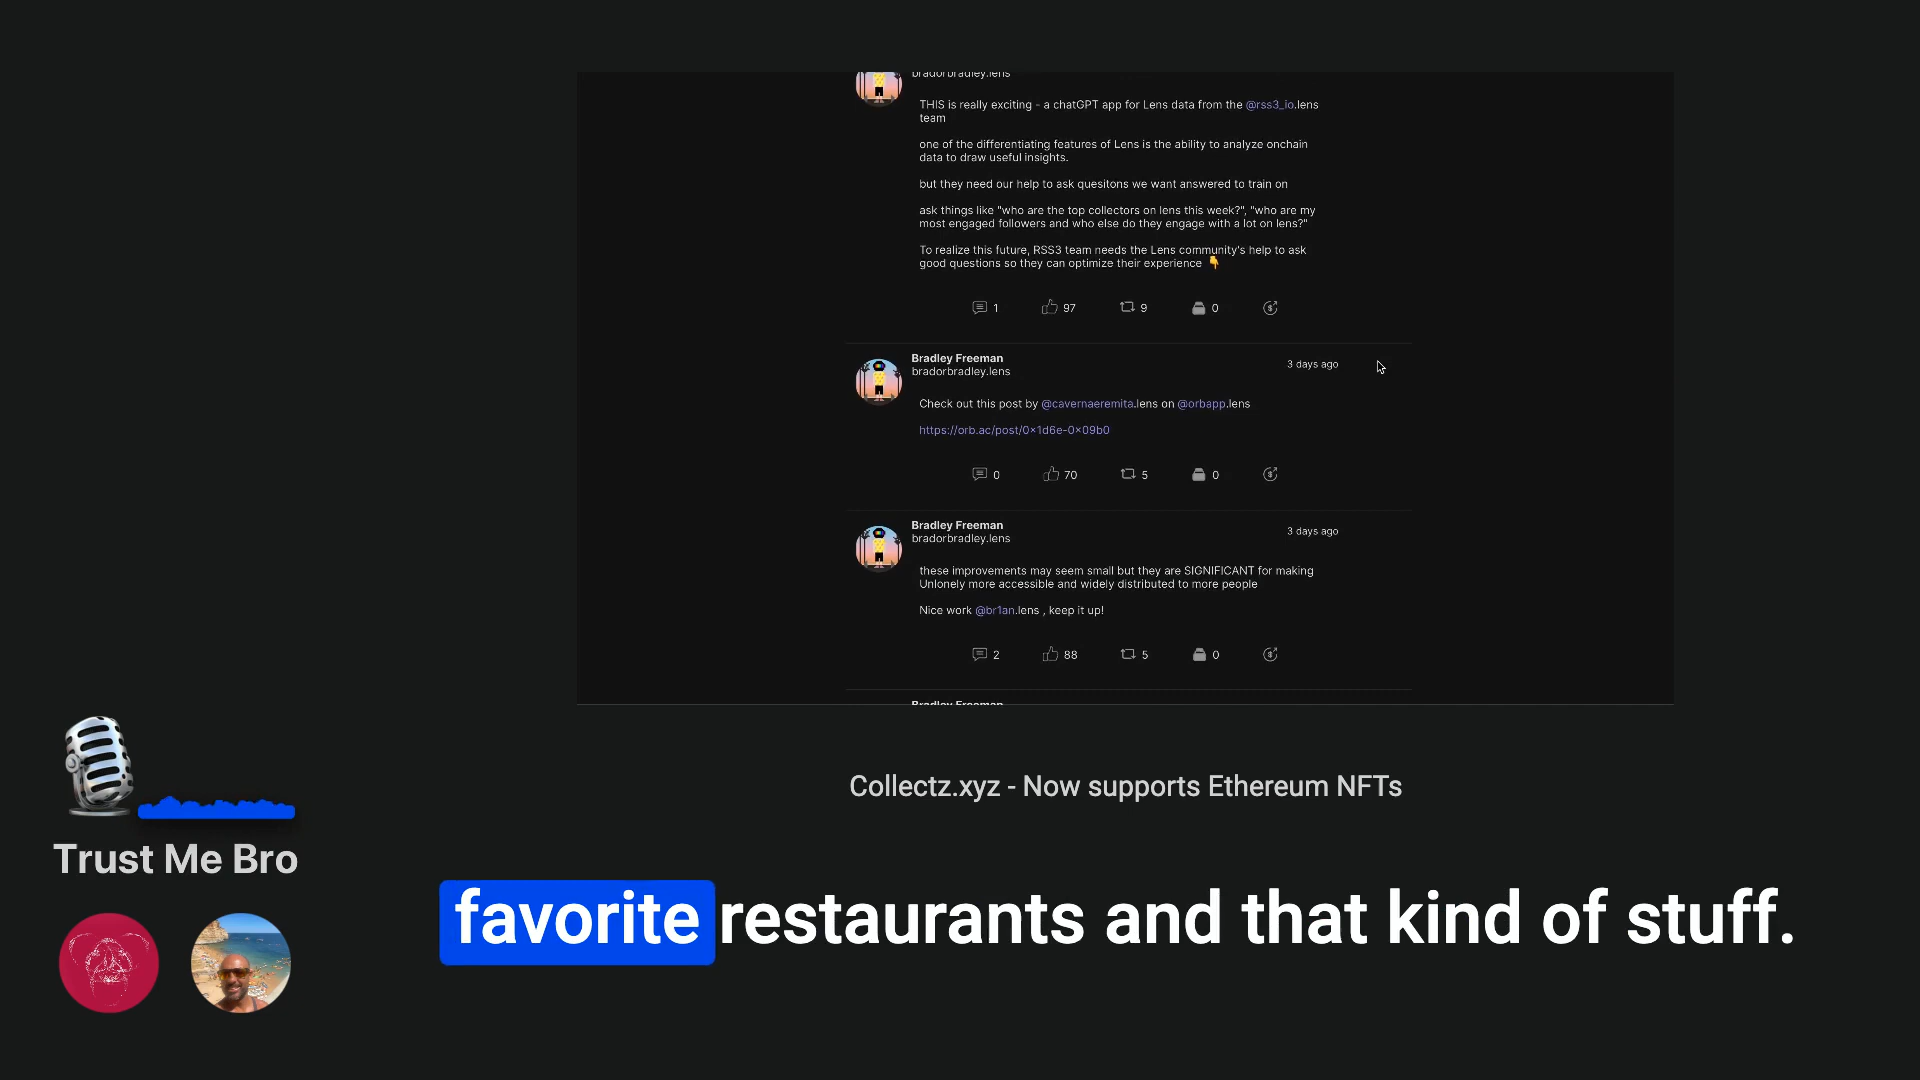 bradorbradley.lens
THIS is really exciting - a chatGPT app for Lens data from the @rss3_io.lens
team
one of the differentiating features of Lens is the ability to analyze onchain
data to draw useful insights.
but they need our help to ask quesitons we want answered to train on
ask things like "who are the top collectors on lens this week?", "who are my
most engaged followers and who else do they engage with a lot on lens?"
To realize this future, RSS3 team needs the Lens community's help to ask
good questions so they can optimize their experience 👇
1 97 9 0
Bradley Freeman
bradorbradley.lens
3 days ago
Check out this post by @cavernaeremita.lens on @orbapp.lens
https://orb.ac/post/0x1d6e-0x09b0
0 70 5 0
Bradley Freeman
bradorbradley.lens
3 days ago
these improvements may seem small but they are SIGNIFICANT for making
Unlonely more accessible and widely distributed to more people
Nice work @br1an.lens , keep it up!
2 88 5 0
Bradley Freeman
Collectz.xyz - Now supports Ethereum NFTs
Trust Me Bro
favorite restaurants and that kind of stuff.